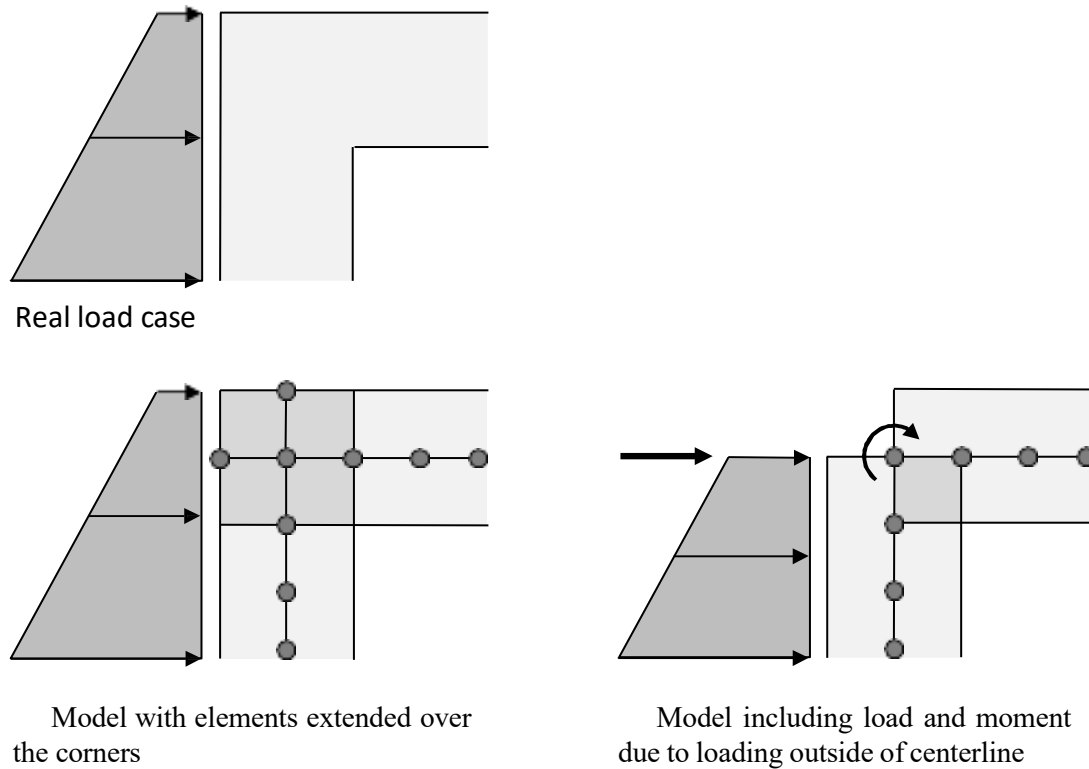 Real load case
Model with elements extended over
the corners
Model including load and moment
due to loading outside of centerline